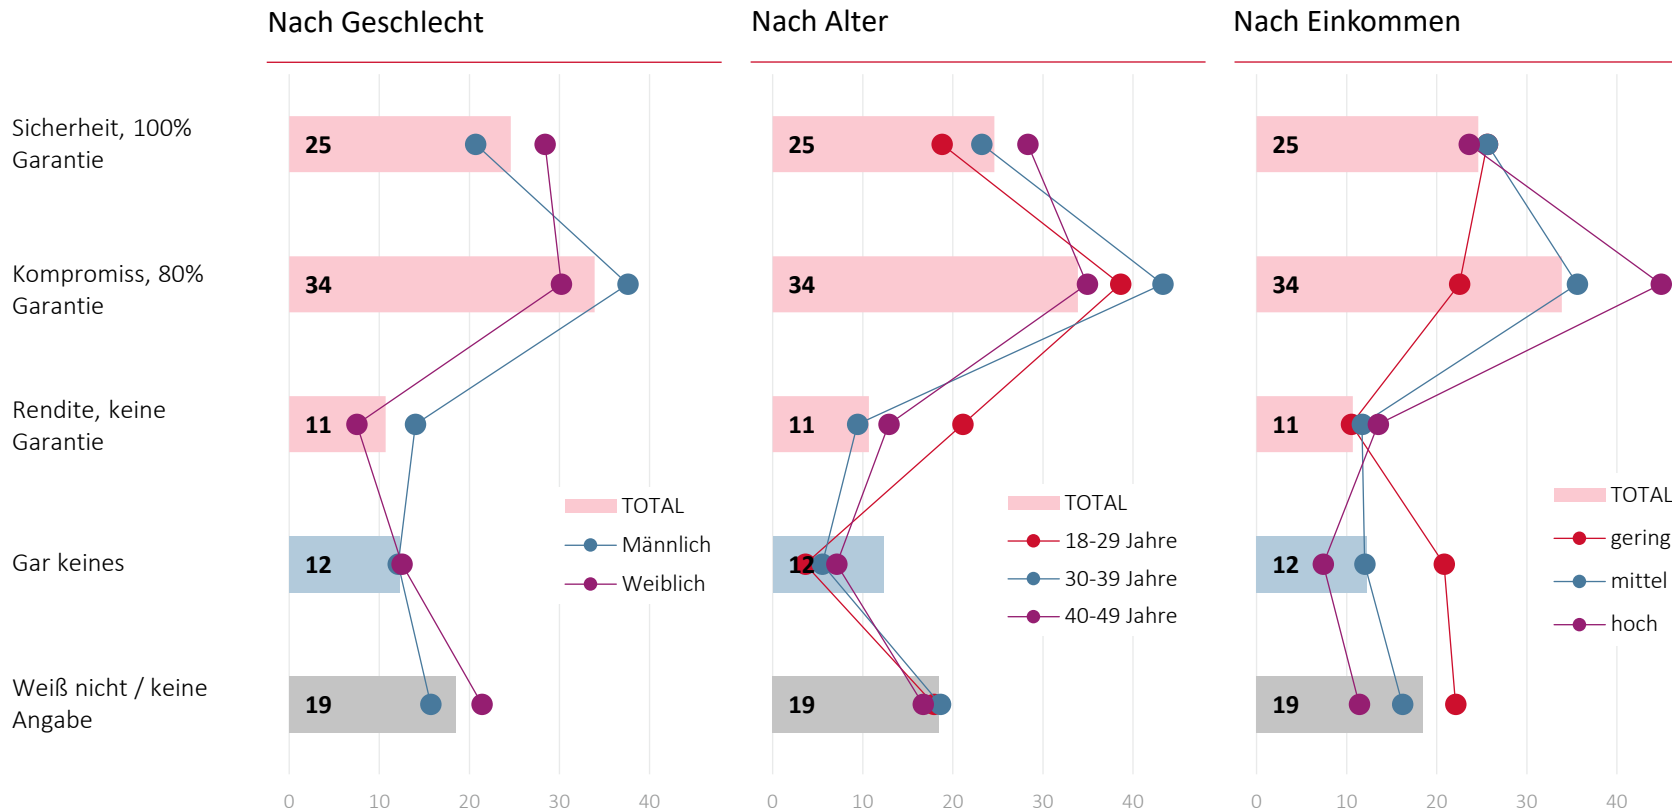 Nach Geschlecht
Nach Alter
Nach Einkommen
Sicherheit, 100%
Garantie
25
25
25
Kompromiss, 80%
Garantie
34
34
34
Rendite, keine
Garantie
11
11
11
TOTAL
Männlich
Weiblich
TOTAL
18-29 Jahre
30-39 Jahre
40-49 Jahre
TOTAL
gering
mittel
hoch
Gar keines
12
12
12
Weiß nicht / keine
Angabe
19
19
19
0 10 20 30 40
0 10 20 30 40
0 10 20 30 40